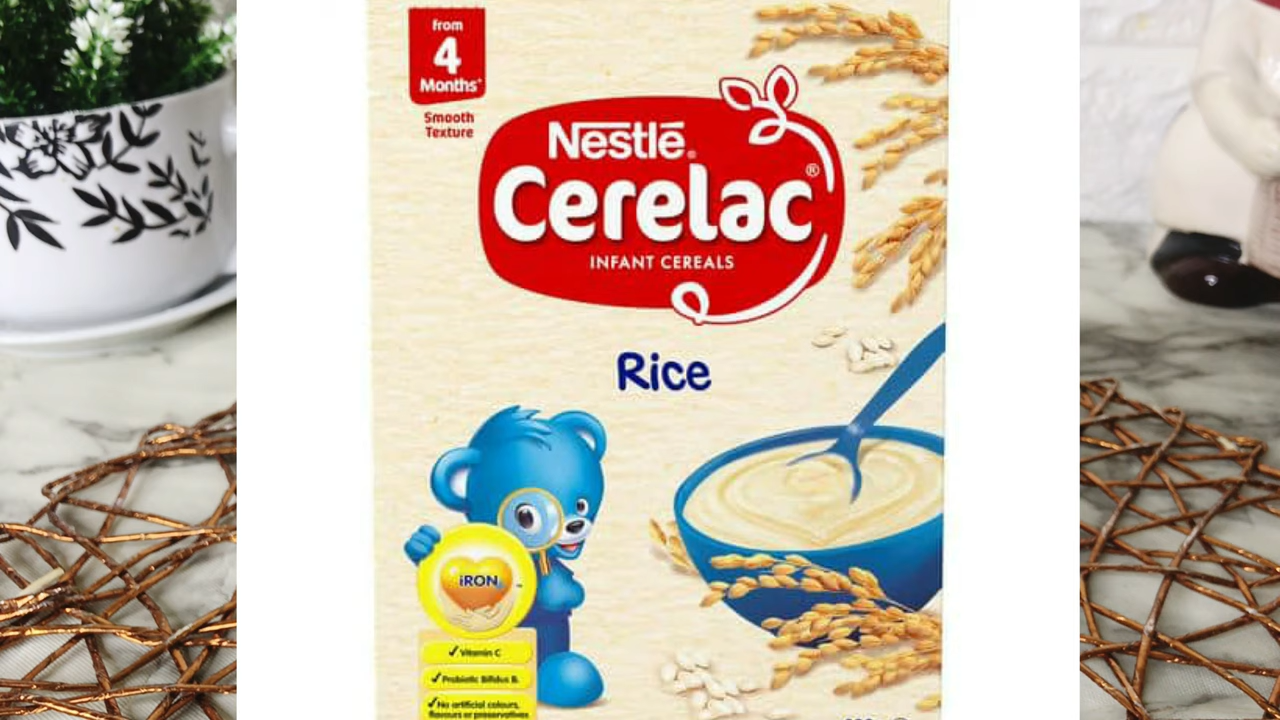 from
4
Months*
Smooth
Texture
Nestlé®
Cerelac®
INFANT CEREALS
Rice
iRON
✓ Vitamin C
✓ Probiotic Bifidus B.
✓ No artificial colours,
flavours or preservatives